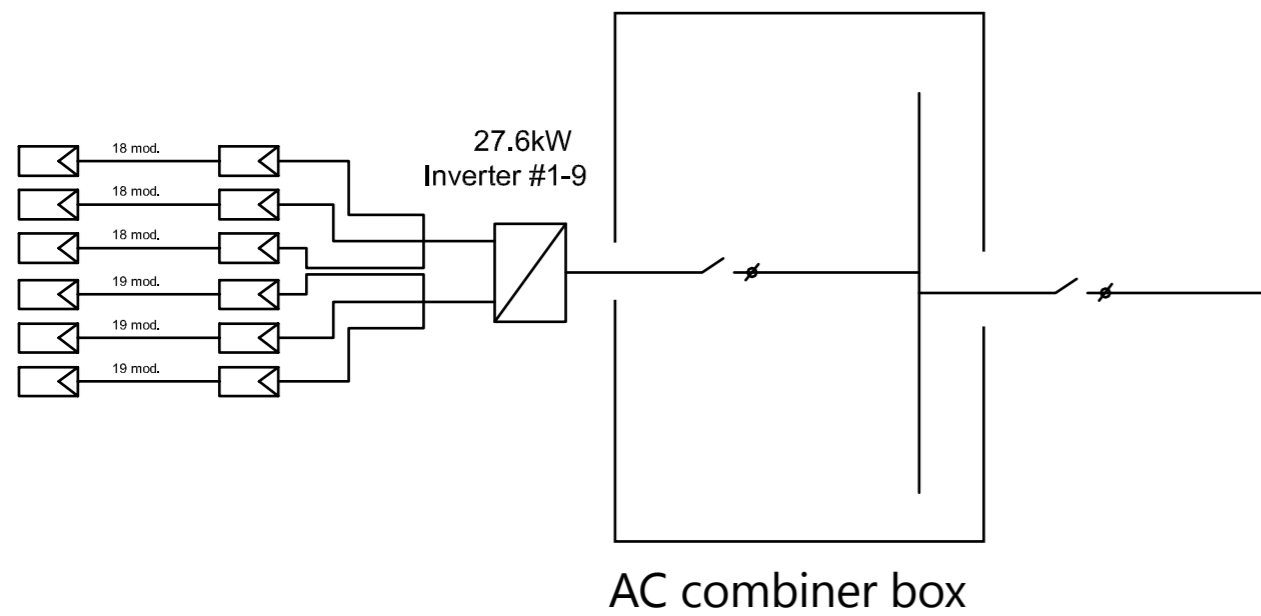 18 mod.
18 mod.
18 mod.
19 mod.
19 mod.
19 mod.
27.6kW
Inverter #1-9
AC combiner box